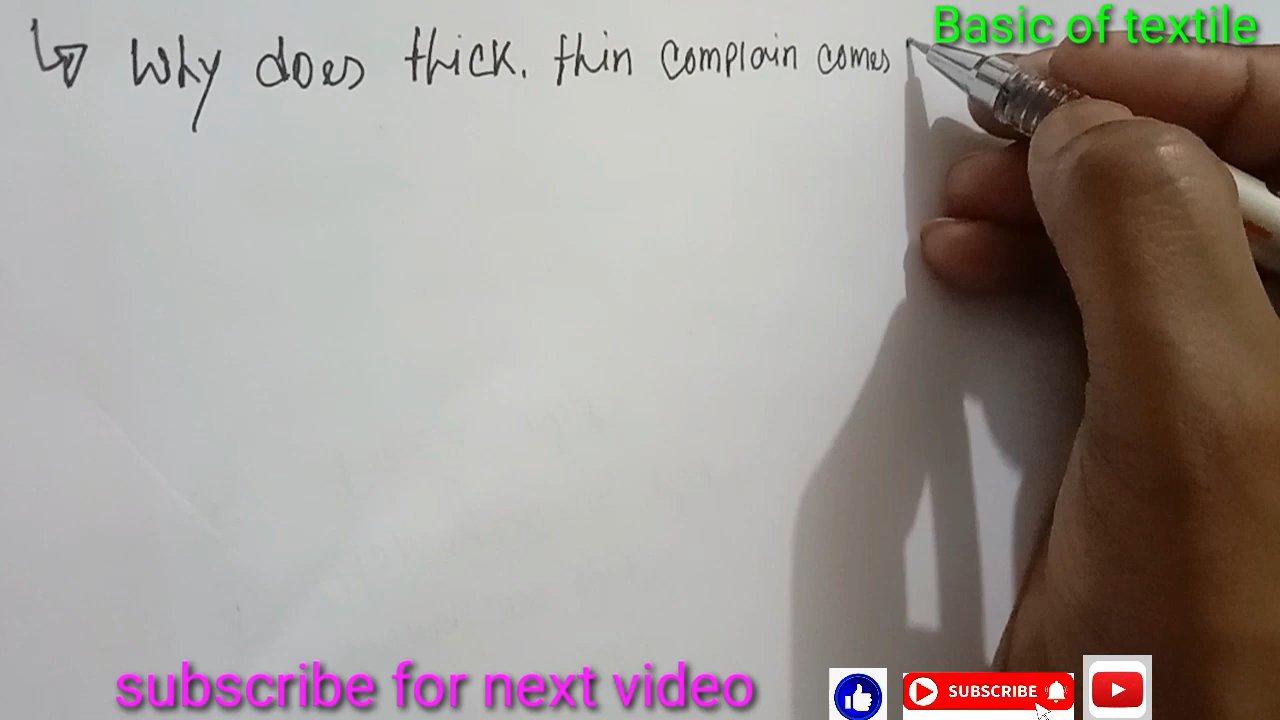 Basic of textile
Why does thick. thin complain comes
subscribe for next video
SUBSCRIBE